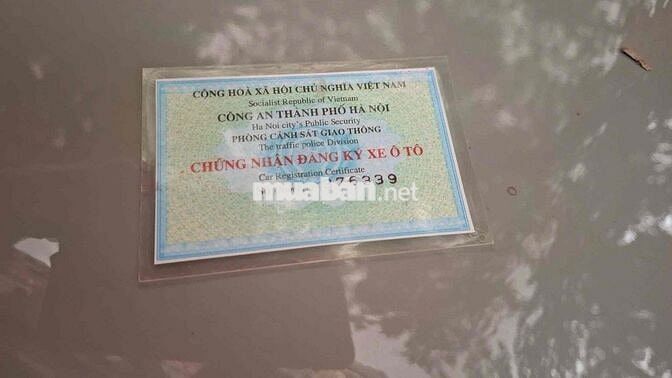 CỘNG HOÀ XÃ HỘI CHỦ NGHĨA VIỆT NAM
Socialist Republic of Vietnam
CÔNG AN THÀNH PHỐ HÀ NỘI
Ha Noi city's Public Security
PHÒNG CẢNH SÁT GIAO THÔNG
The traffic police Division
CHỨNG NHẬN ĐĂNG KÝ XE Ô TÔ
Car Registration Certificate
76339
muaban.net